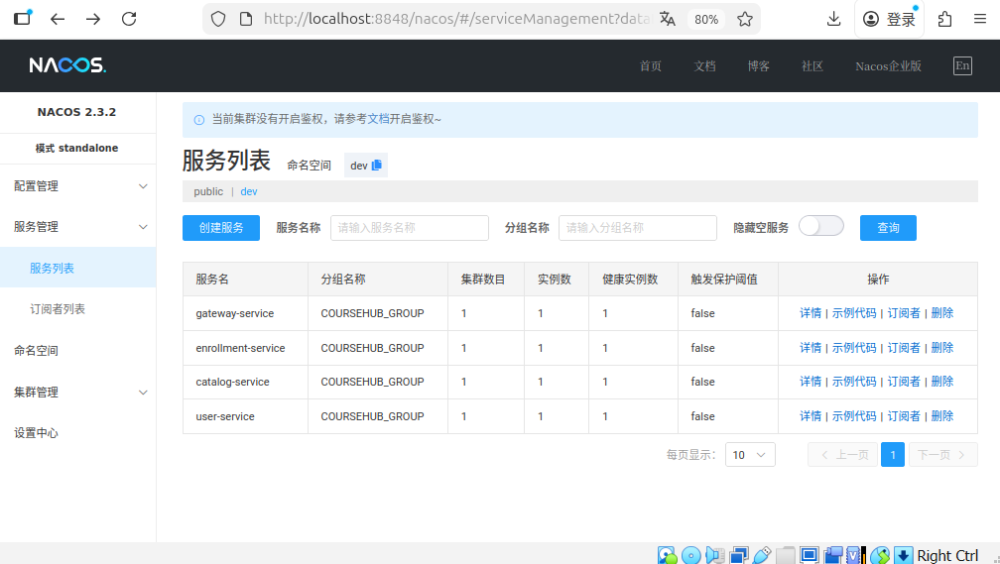 http://localhost:8848/nacos/#/serviceManagement?data
80%
登录
NACOS.
首页 文档 博客 社区 Nacos企业版 En
NACOS 2.3.2
模式 standalone
配置管理
服务管理
服务列表
订阅者列表
命名空间
集群管理
设置中心
当前集群没有开启鉴权，请参考文档开启鉴权~
服务列表 命名空间 dev
public | dev
创建服务 服务名称 请输入服务名称 分组名称 请输入分组名称 隐藏空服务 查询
服务名 分组名称 集群数目 实例数 健康实例数 触发保护阈值 操作
gateway-service COURSEHUB_GROUP 1 1 1 false 详情 | 示例代码 | 订阅者 | 删除
enrollment-service COURSEHUB_GROUP 1 1 1 false 详情 | 示例代码 | 订阅者 | 删除
catalog-service COURSEHUB_GROUP 1 1 1 false 详情 | 示例代码 | 订阅者 | 删除
user-service COURSEHUB_GROUP 1 1 1 false 详情 | 示例代码 | 订阅者 | 删除
每页显示： 10 上一页 1 下一页
Right Ctrl